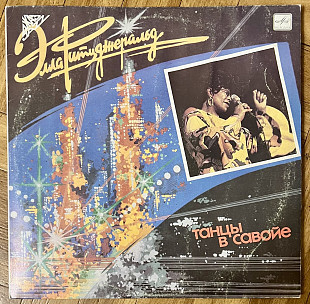 Элла Фитцджеральд
танцы
в савойе